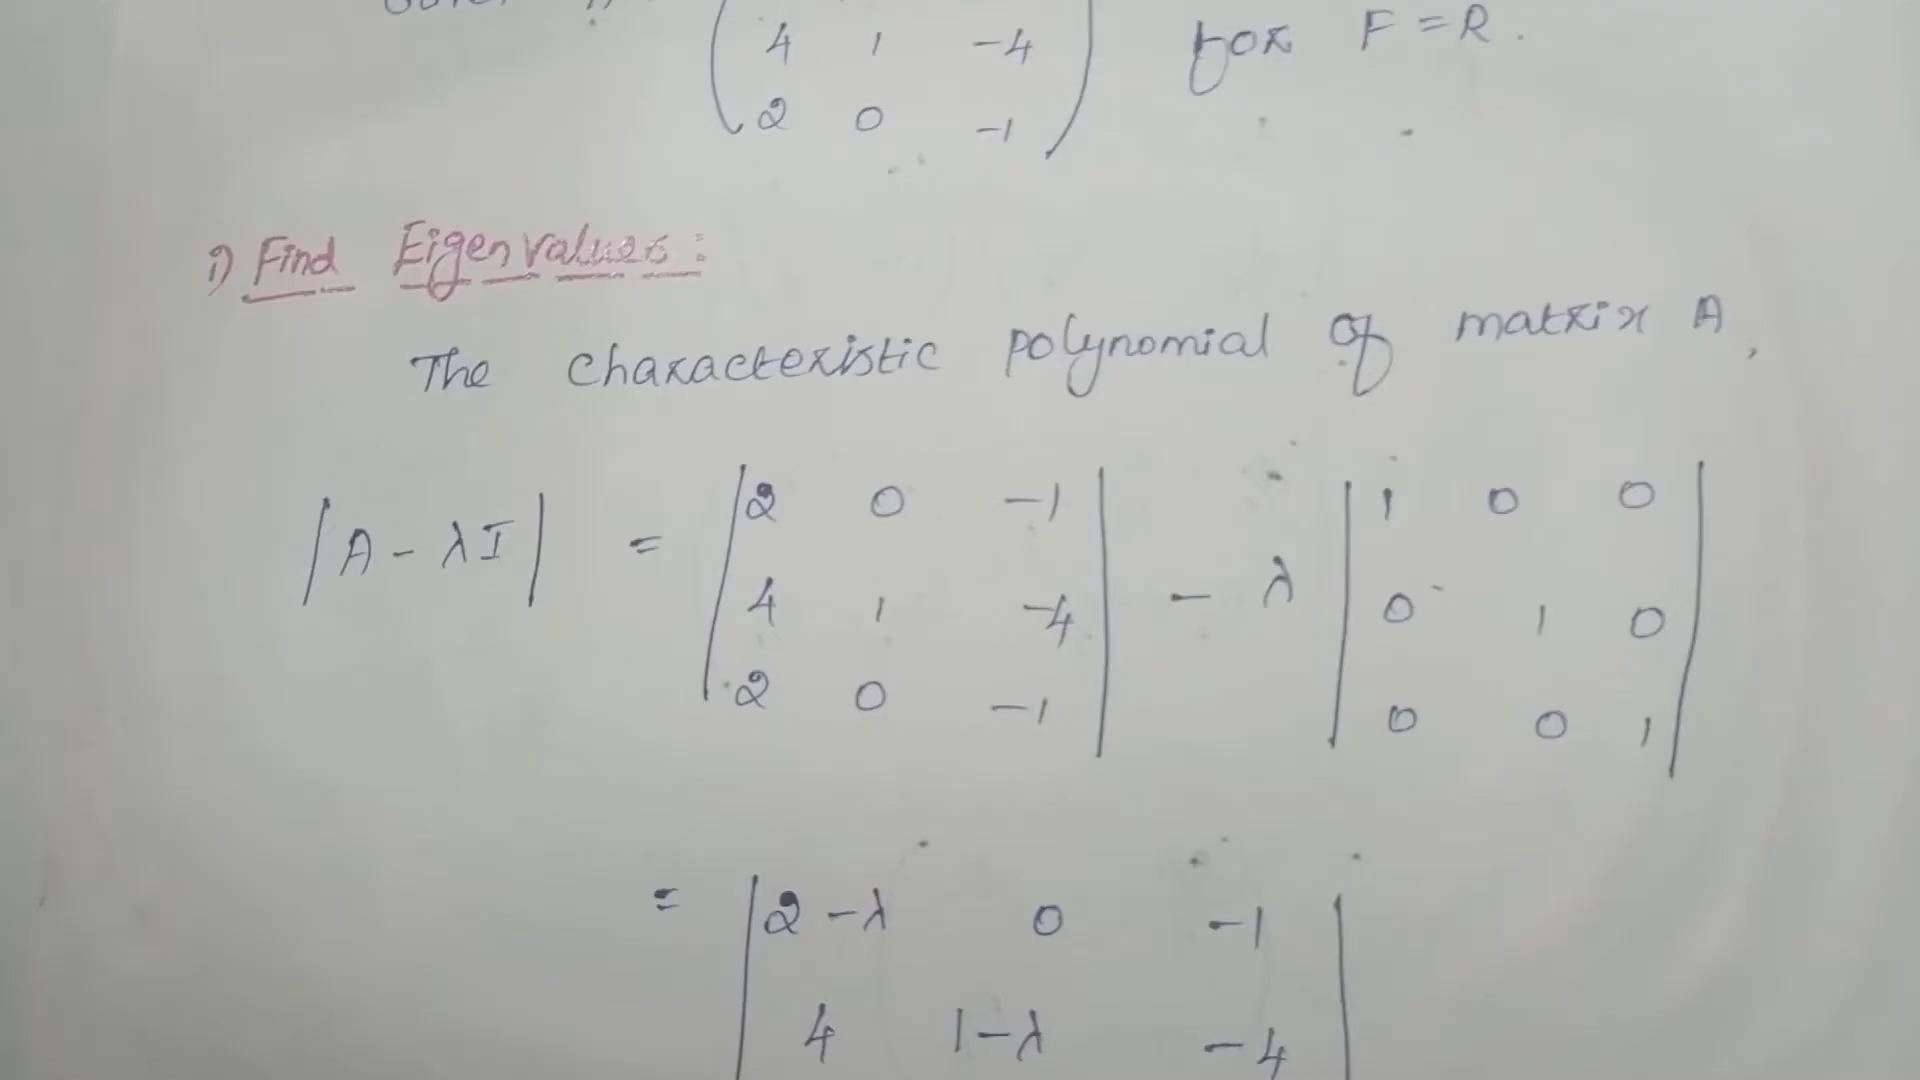 4 1 -4 for F = R.
2 0 -1
i) Find Eigen values:
The characteristic polynomial of matrix A,
|A - λI| = |2 0 -1| - λ |1 0 0|
|4 1 -4| |0 1 0|
|2 0 -1| |0 0 1|
= |2 - λ 0 -1|
|4 1 - λ -4|